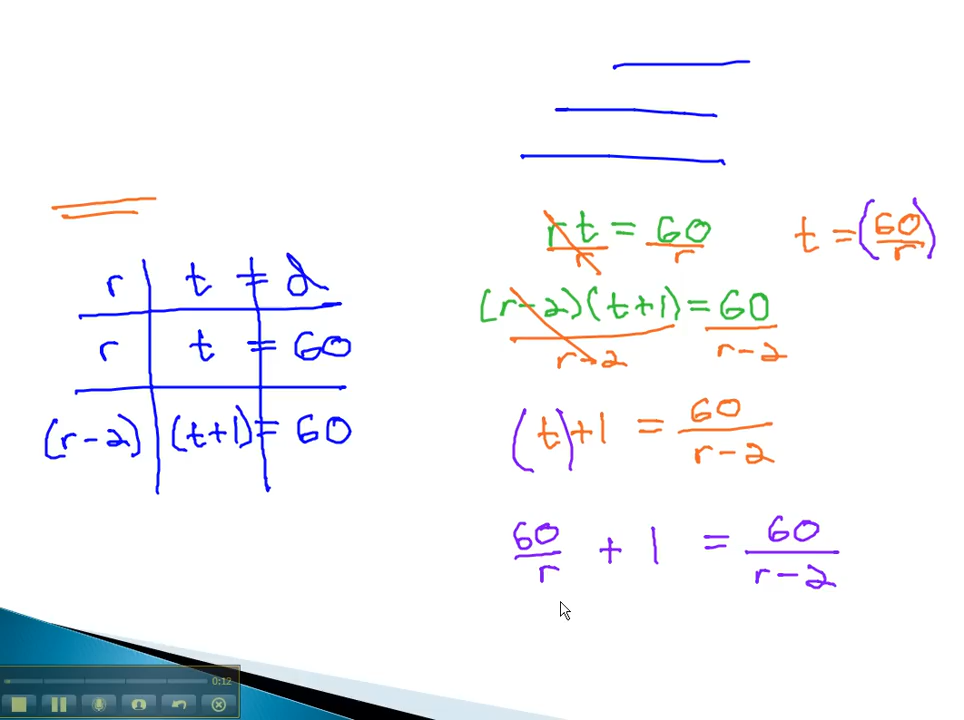 r | t = d
r | t = 60
(r-2) | (t+1) = 60
rt/r = 60/r t = (60/r)
(r-2)(t+1)/r-2 = 60/r-2
(t)+1 = 60/r-2
60/r + 1 = 60/r-2
0:12